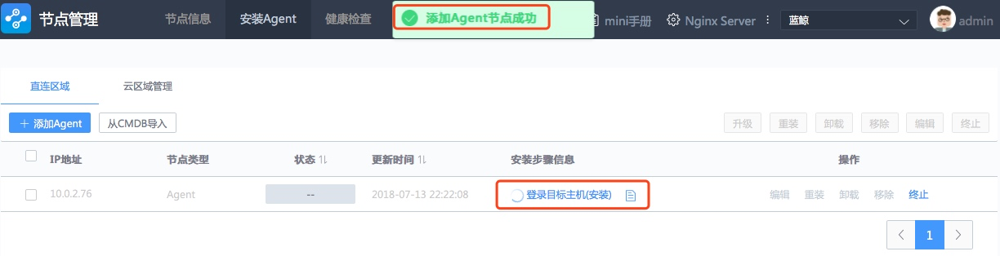 节点管理 节点信息 安装Agent 健康检查 添加Agent节点成功 mini手册 Nginx Server 蓝鲸 admin
直连区域 云区域管理
+ 添加Agent 从CMDB导入 升级 重装 卸载 移除 编辑 终止
IP地址 节点类型 状态 更新时间 安装步骤信息 操作
10.0.2.76 Agent -- 2018-07-13 22:22:08 登录目标主机(安装) 编辑 重装 卸载 移除 终止
< 1 >